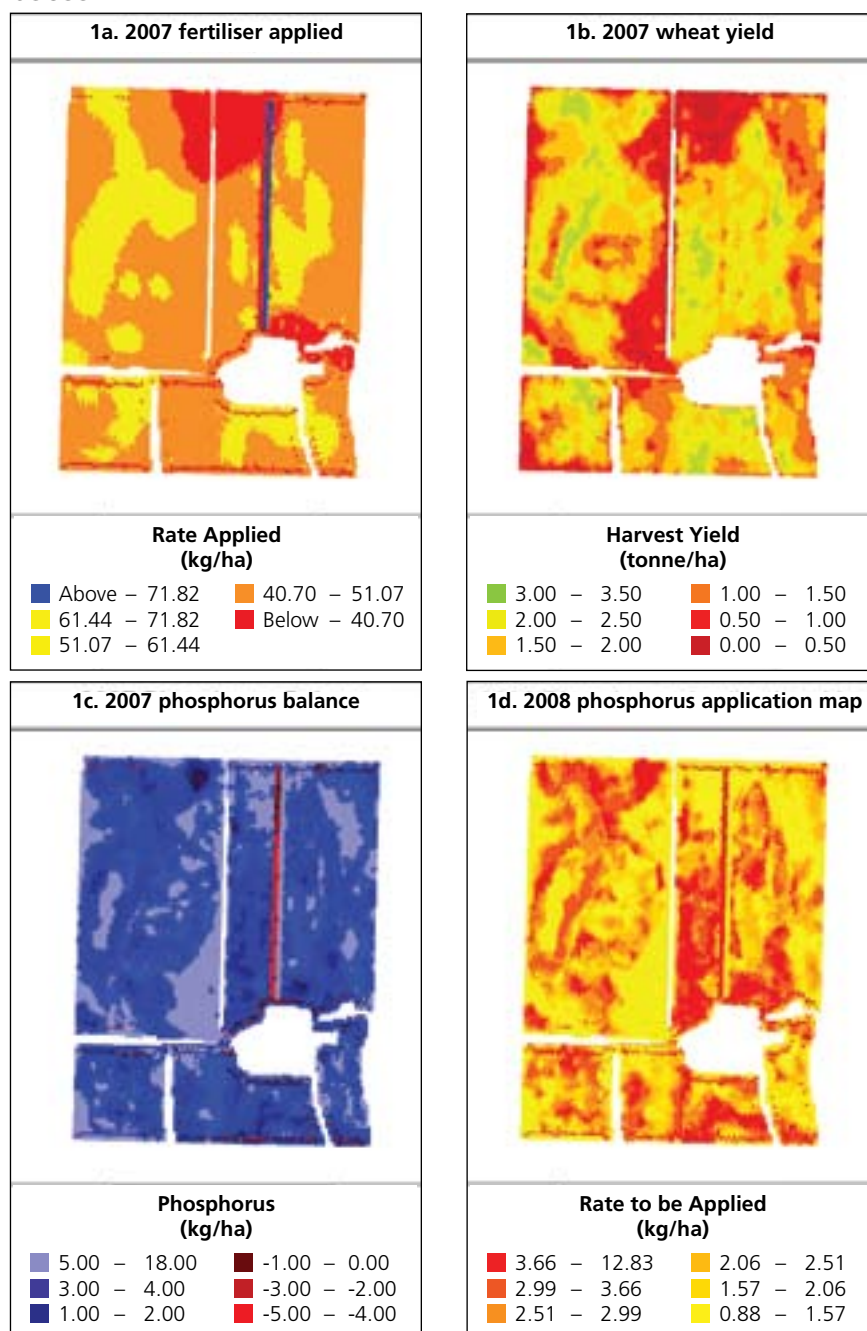 1a. 2007 fertiliser applied
1b. 2007 wheat yield
Rate Applied
(kg/ha)
Above – 71.82
40.70 – 51.07
61.44 – 71.82
Below – 40.70
51.07 – 61.44
Harvest Yield
(tonne/ha)
3.00 – 3.50
1.00 – 1.50
2.00 – 2.50
0.50 – 1.00
1.50 – 2.00
0.00 – 0.50
1c. 2007 phosphorus balance
1d. 2008 phosphorus application map
Phosphorus
(kg/ha)
5.00 – 18.00
-1.00 – 0.00
3.00 – 4.00
-3.00 – -2.00
1.00 – 2.00
-5.00 – -4.00
Rate to be Applied
(kg/ha)
3.66 – 12.83
2.06 – 2.51
2.99 – 3.66
1.57 – 2.06
2.51 – 2.99
0.88 – 1.57